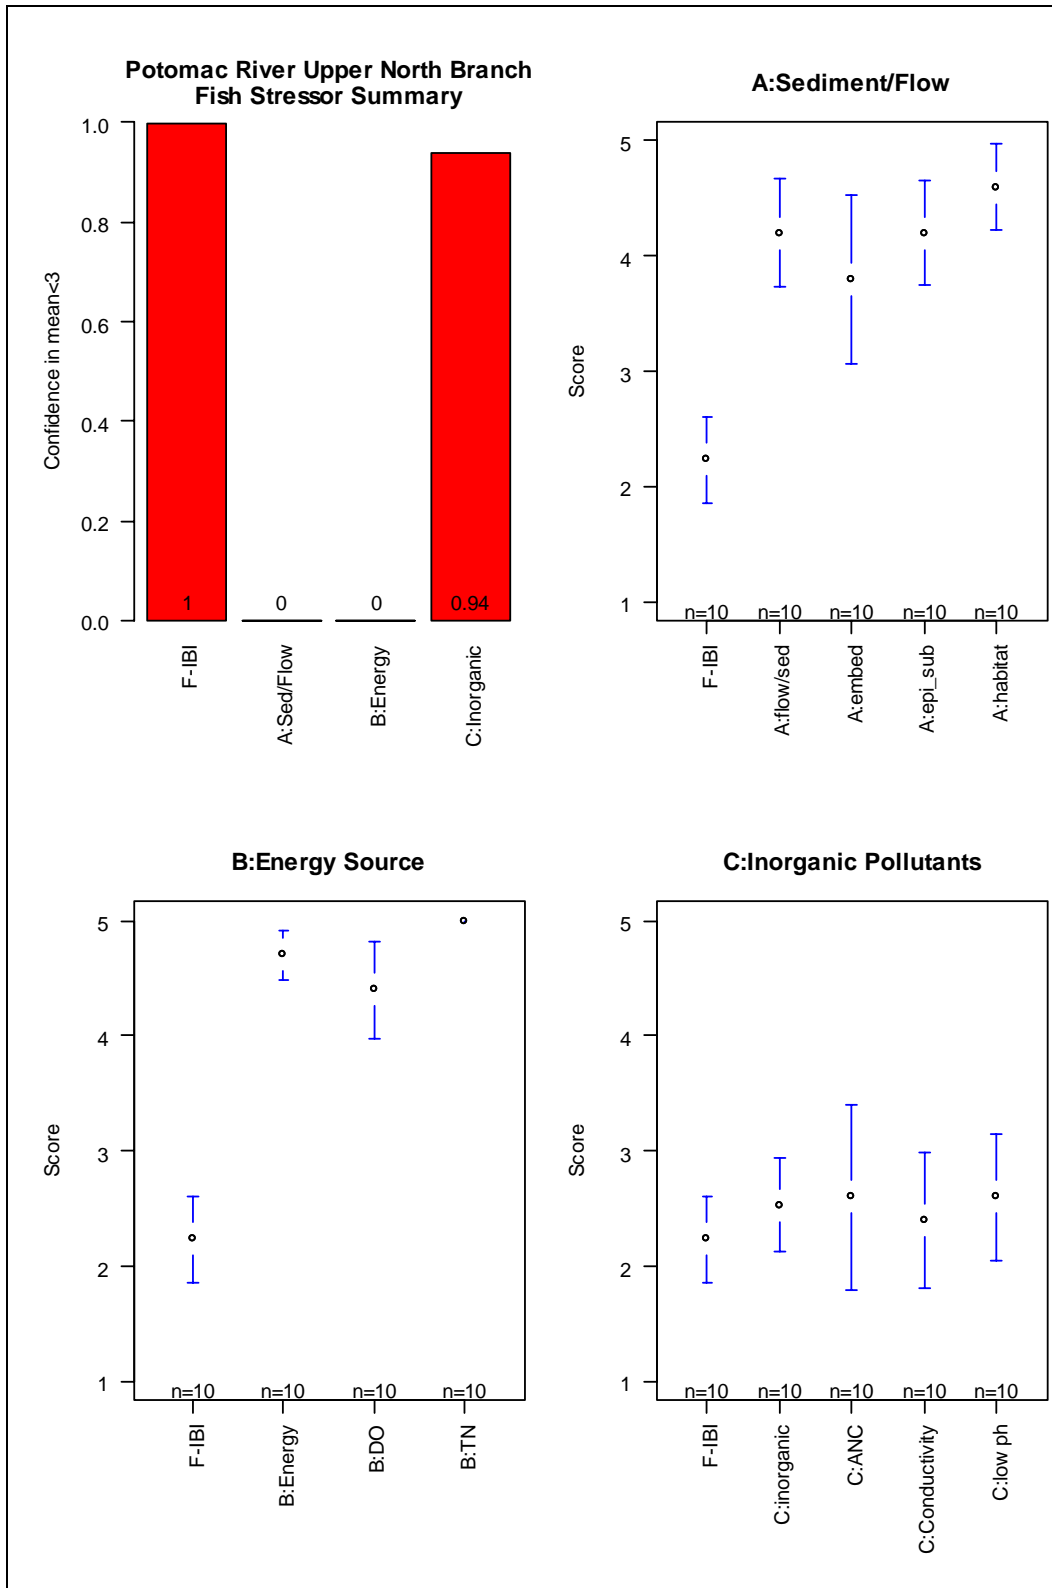 Potomac River Upper North Branch
Fish Stressor Summary
Confidence in mean<3
1.0
0.8
0.6
0.4
0.2
0.0
1
0
0
0.94
F-IBI
A:Sed/Flow
B:Energy
C:Inorganic
A:Sediment/Flow
Score
5
4
3
2
1
n=10
n=10
n=10
n=10
n=10
F-IBI
A:flow/sed
A:embed
A:epi_sub
A:habitat
B:Energy Source
Score
5
4
3
2
1
n=10
n=10
n=10
n=10
F-IBI
B:Energy
B:DO
B:TN
C:Inorganic Pollutants
Score
5
4
3
2
1
n=10
n=10
n=10
n=10
n=10
F-IBI
C:inorganic
C:ANC
C:Conductivity
C:low ph